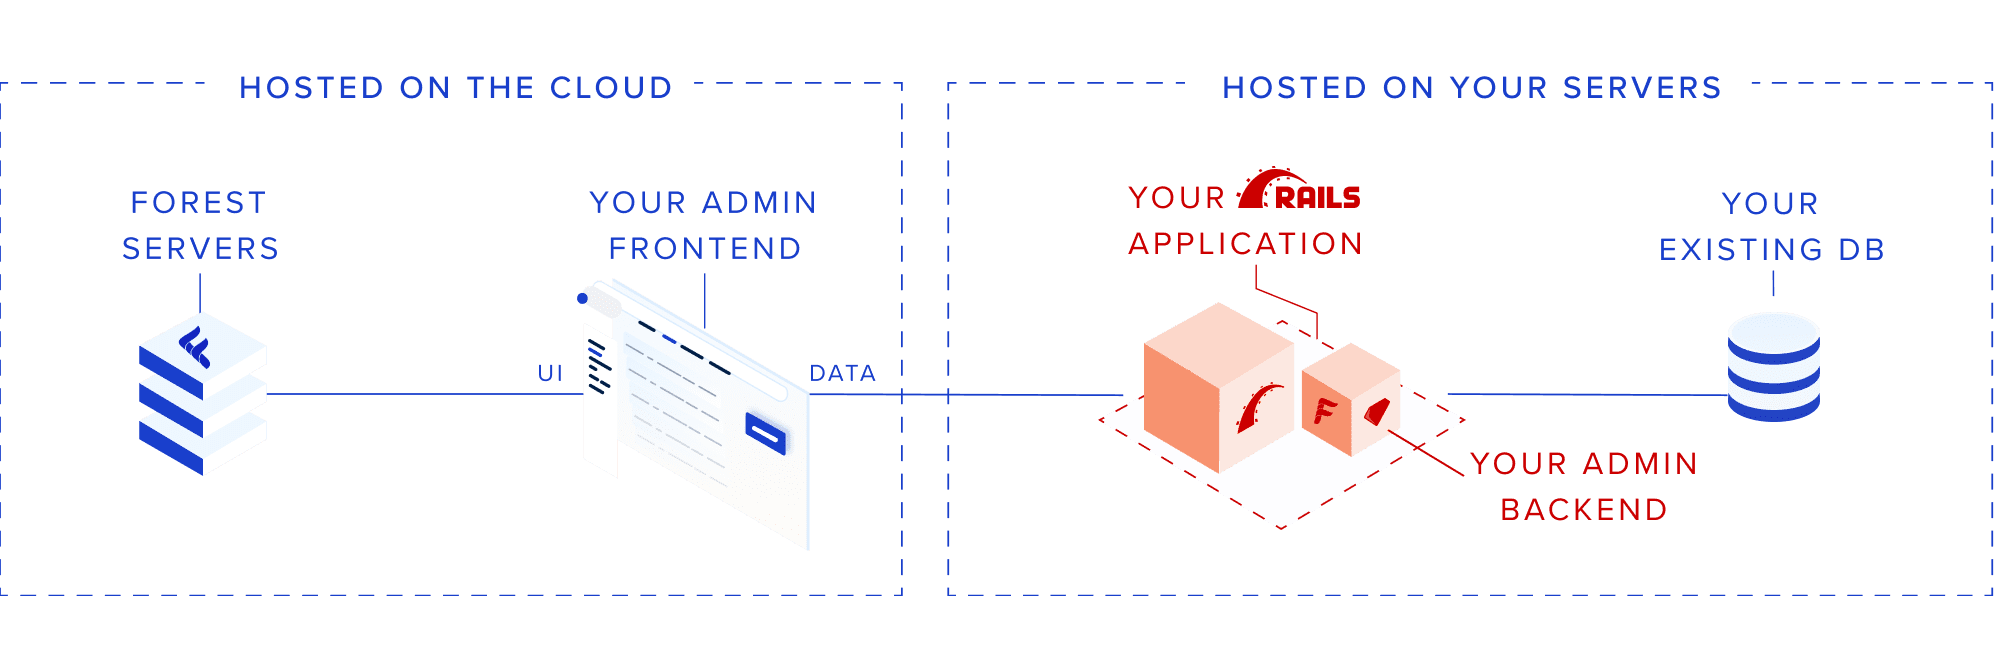 HOSTED ON THE CLOUD
HOSTED ON YOUR SERVERS
FOREST
SERVERS
YOUR ADMIN
FRONTEND
UI
DATA
YOUR RAILS
APPLICATION
YOUR ADMIN
BACKEND
YOUR
EXISTING DB